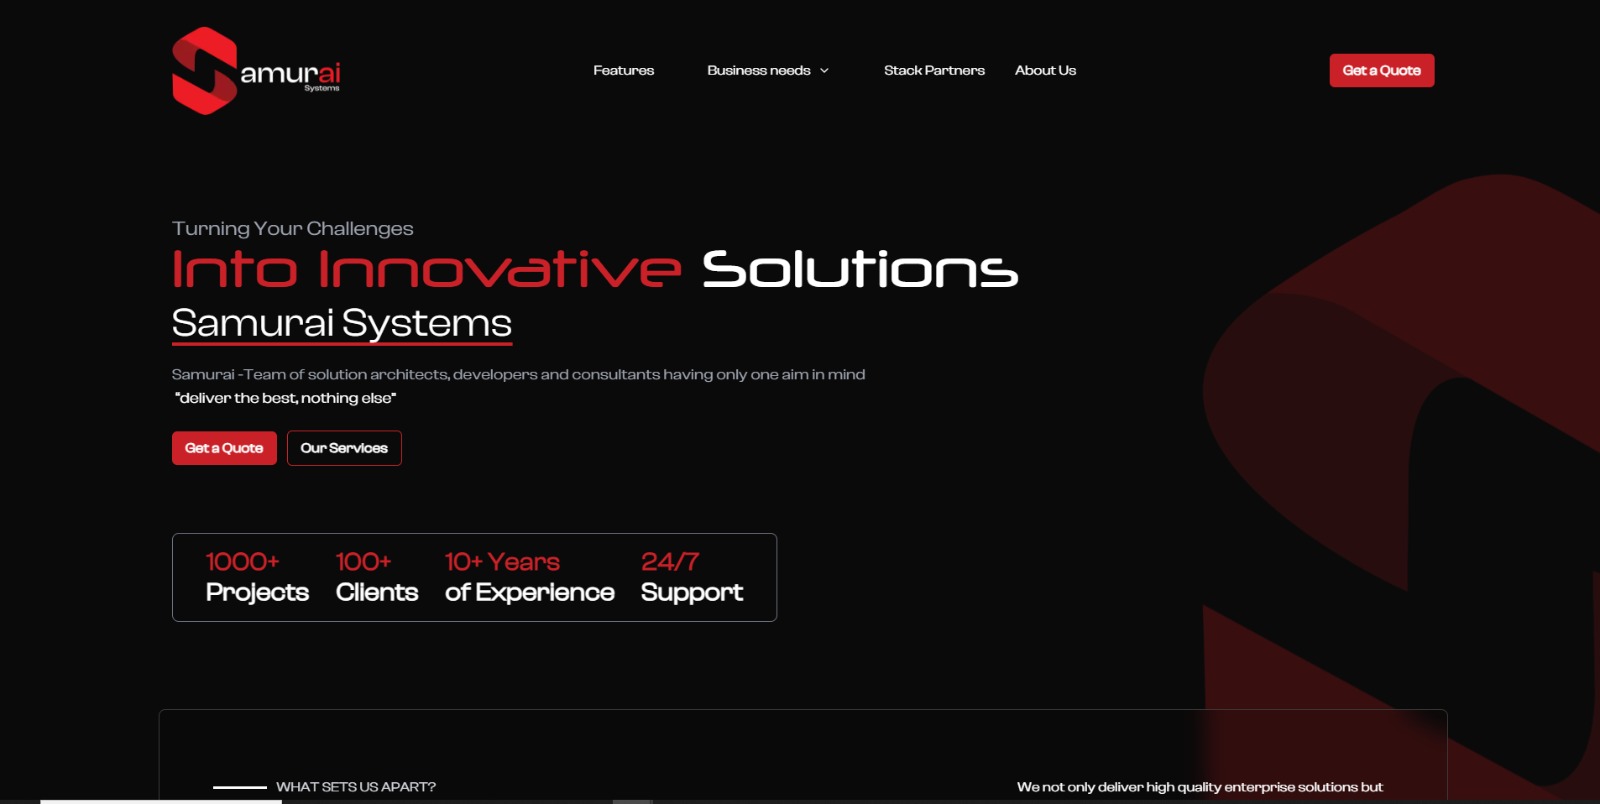 Samurai
Systems
Features Business needs Stack Partners About Us Get a Quote
Turning Your Challenges
Into Innovative Solutions
Samurai Systems
Samurai -Team of solution architects, developers and consultants having only one aim in mind
"deliver the best, nothing else"
Get a Quote Our Services
1000+ 100+ 10+ Years 24/7
Projects Clients of Experience Support
WHAT SETS US APART? We not only deliver high quality enterprise solutions but